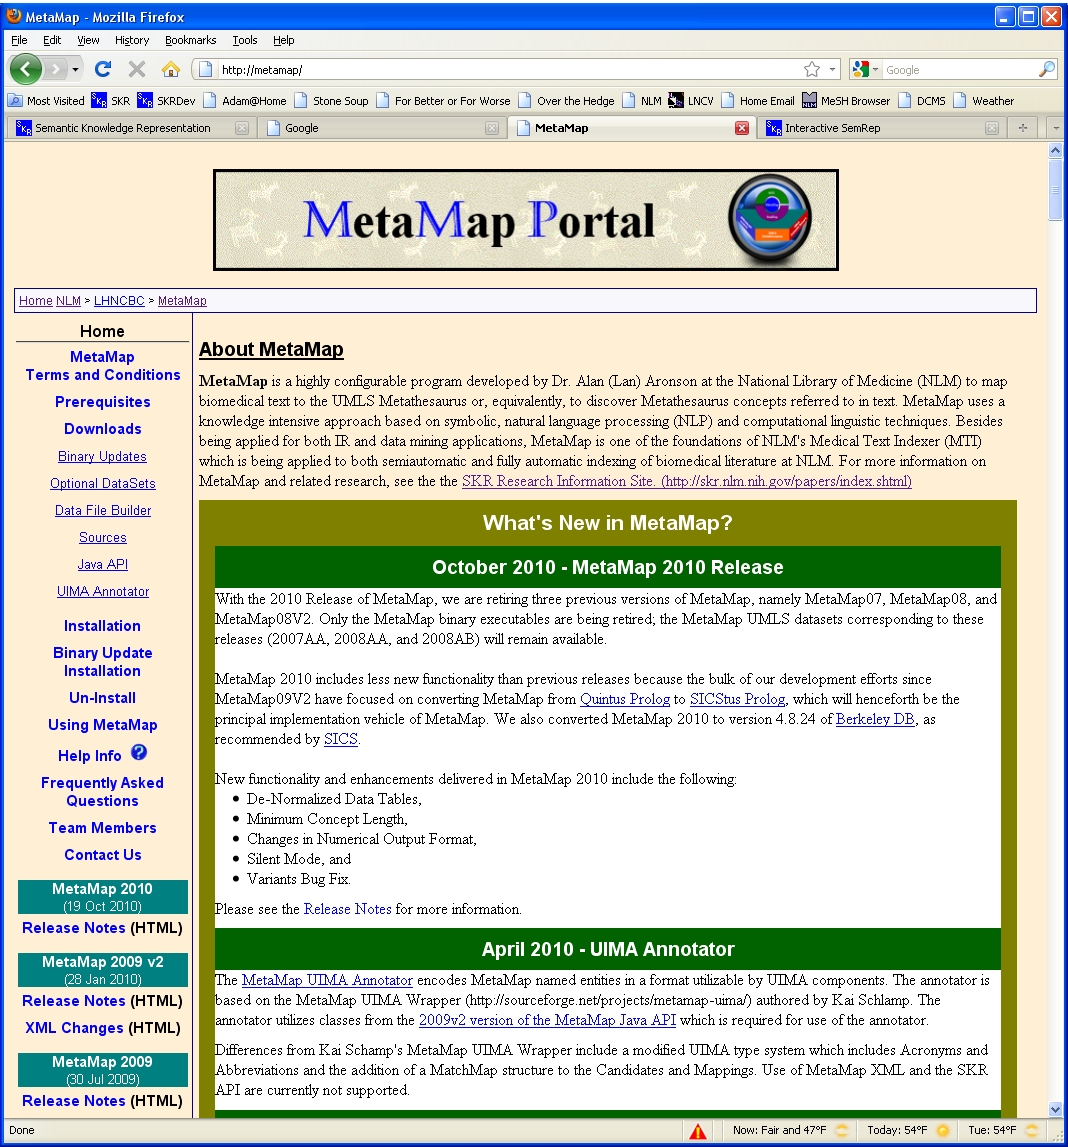 MetaMap - Mozilla Firefox
File Edit View History Bookmarks Tools Help
http://metamap/
Google
Most Visited SKR SKRDev Adam@Home Stone Soup For Better or For Worse Over the Hedge NLM LNCV Home Email MeSH Browser DCMS Weather
Semantic Knowledge Representation Google MetaMap Interactive SemRep
MetaMap Portal
Home NLM > LHNCBC > MetaMap
Home
MetaMap
Terms and Conditions
Prerequisites
Downloads
Binary Updates
Optional DataSets
Data File Builder
Sources
Java API
UIMA Annotator
Installation
Binary Update
Installation
Un-Install
Using MetaMap
Help Info ?
Frequently Asked
Questions
Team Members
Contact Us
MetaMap 2010
(19 Oct 2010)
Release Notes (HTML)
MetaMap 2009 v2
(28 Jan 2010)
Release Notes (HTML)
XML Changes (HTML)
MetaMap 2009
(30 Jul 2009)
Release Notes (HTML)
About MetaMap
MetaMap is a highly configurable program developed by Dr. Alan (Lan) Aronson at the National Library of Medicine (NLM) to map
biomedical text to the UMLS Metathesaurus or, equivalently, to discover Metathesaurus concepts referred to in text. MetaMap uses a
knowledge intensive approach based on symbolic, natural language processing (NLP) and computational linguistic techniques. Besides
being applied for both IR and data mining applications, MetaMap is one of the foundations of NLM's Medical Text Indexer (MTI)
which is being applied to both semiautomatic and fully automatic indexing of biomedical literature at NLM. For more information on
MetaMap and related research, see the the SKR Research Information Site. (http://skr.nlm.nih.gov/papers/index.shtml)
What's New in MetaMap?
October 2010 - MetaMap 2010 Release
With the 2010 Release of MetaMap, we are retiring three previous versions of MetaMap, namely MetaMap07, MetaMap08, and
MetaMap08V2. Only the MetaMap binary executables are being retired; the MetaMap UMLS datasets corresponding to these
releases (2007AA, 2008AA, and 2008AB) will remain available.
MetaMap 2010 includes less new functionality than previous releases because the bulk of our development efforts since
MetaMap09V2 have focused on converting MetaMap from Quintus Prolog to SICStus Prolog, which will henceforth be the
principal implementation vehicle of MetaMap. We also converted MetaMap 2010 to version 4.8.24 of Berkeley DB, as
recommended by SICS.
New functionality and enhancements delivered in MetaMap 2010 include the following:
• De-Normalized Data Tables,
• Minimum Concept Length,
• Changes in Numerical Output Format,
• Silent Mode, and
• Variants Bug Fix.
Please see the Release Notes for more information.
April 2010 - UIMA Annotator
The MetaMap UIMA Annotator encodes MetaMap named entities in a format utilizable by UIMA components. The annotator is
based on the MetaMap UIMA Wrapper (http://sourceforge.net/projects/metamap-uima/) authored by Kai Schlamp. The
annotator utilizes classes from the 2009v2 version of the MetaMap Java API which is required for use of the annotator.
Differences from Kai Schamp's MetaMap UIMA Wrapper include a modified UIMA type system which includes Acronyms and
Abbreviations and the addition of a MatchMap structure to the Candidates and Mappings. Use of MetaMap XML and the SKR
API are currently not supported.
Done Now: Fair and 47°F Today: 54°F Tue: 54°F